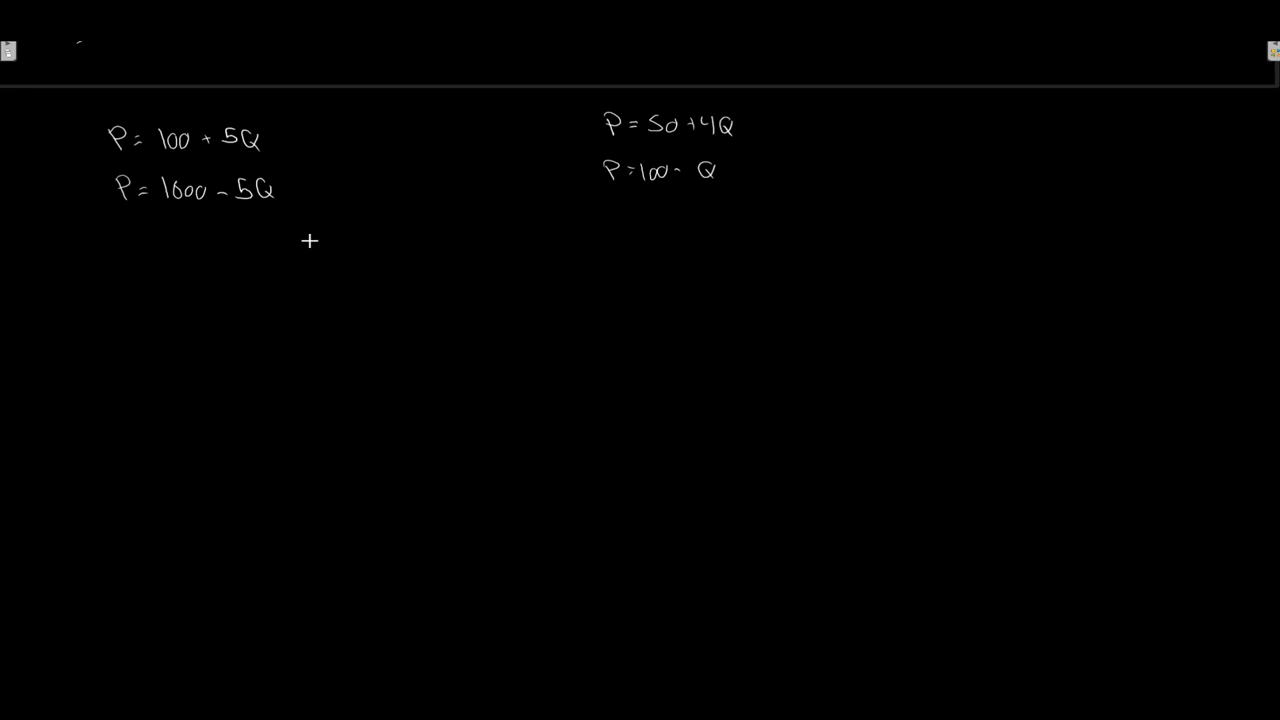 P = 100 + 5Q
P = 1000 - 5Q
P = 50 + 4Q
P = 100 - Q